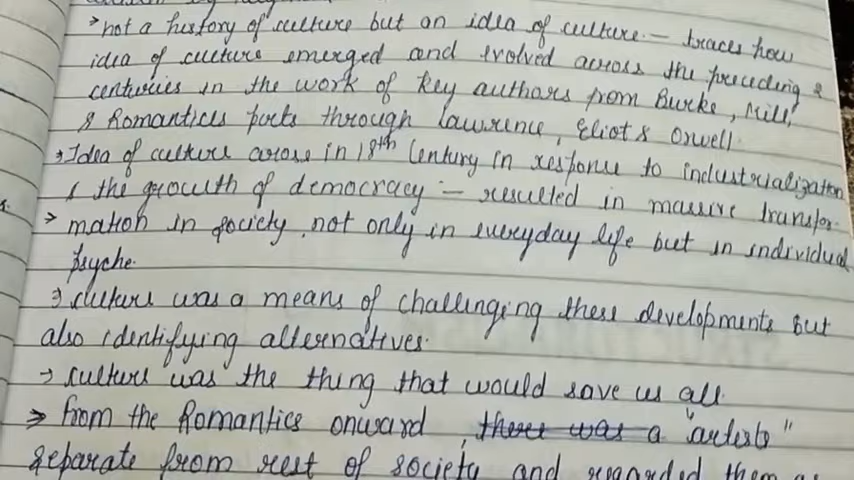 not a history of culture but an idea of culture. – traces how
idea of culture emerged and evolved across the preceding 2
centuries in the work of key authors from Burke, Mill,
& Romantics poets through Lawrence, Eliot & Orwell.
→ Idea of culture arose in 18th Century in response to industrialization
& the growth of democracy – resulted in massive transfor-
→ mation in society, not only in everyday life but in individual
psyche.
→ culture was a means of challenging these developments but
also identifying alternatives.
→ culture was the thing that would save us all.
→ from the Romantics onward, there was a "artists"
separate from rest of society and regarded them as